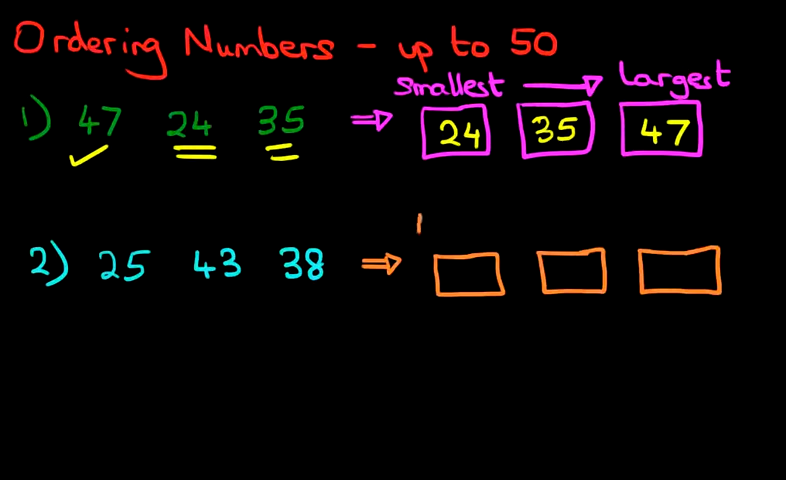 Ordering Numbers - up to 50
smallest → Largest
1) 47 24 35 ⇒ 24 35 47
2) 25 43 38 ⇒